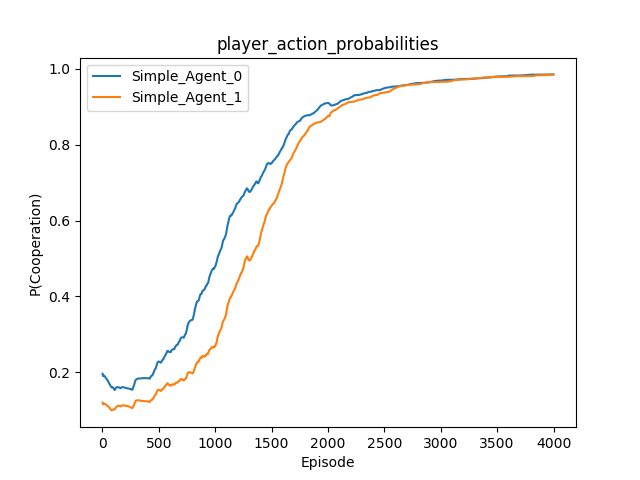 player_action_probabilities
Simple_Agent_0
Simple_Agent_1
P(Cooperation)
1.0
0.8
0.6
0.4
0.2
0 500 1000 1500 2000 2500 3000 3500 4000
Episode